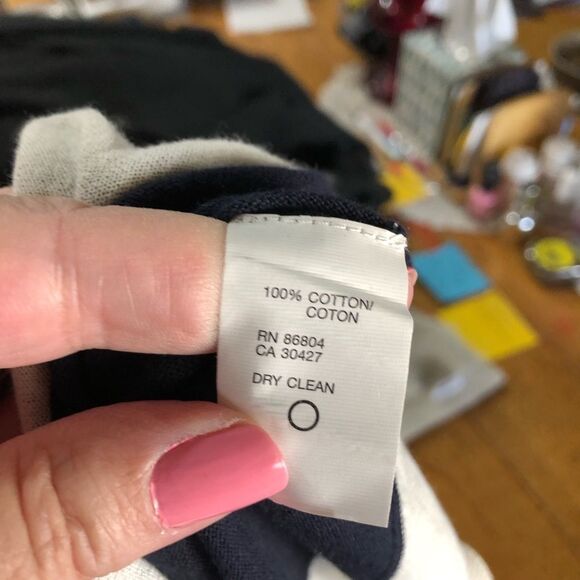 100% COTTON/
COTON
RN 86804
CA 30427
DRY CLEAN